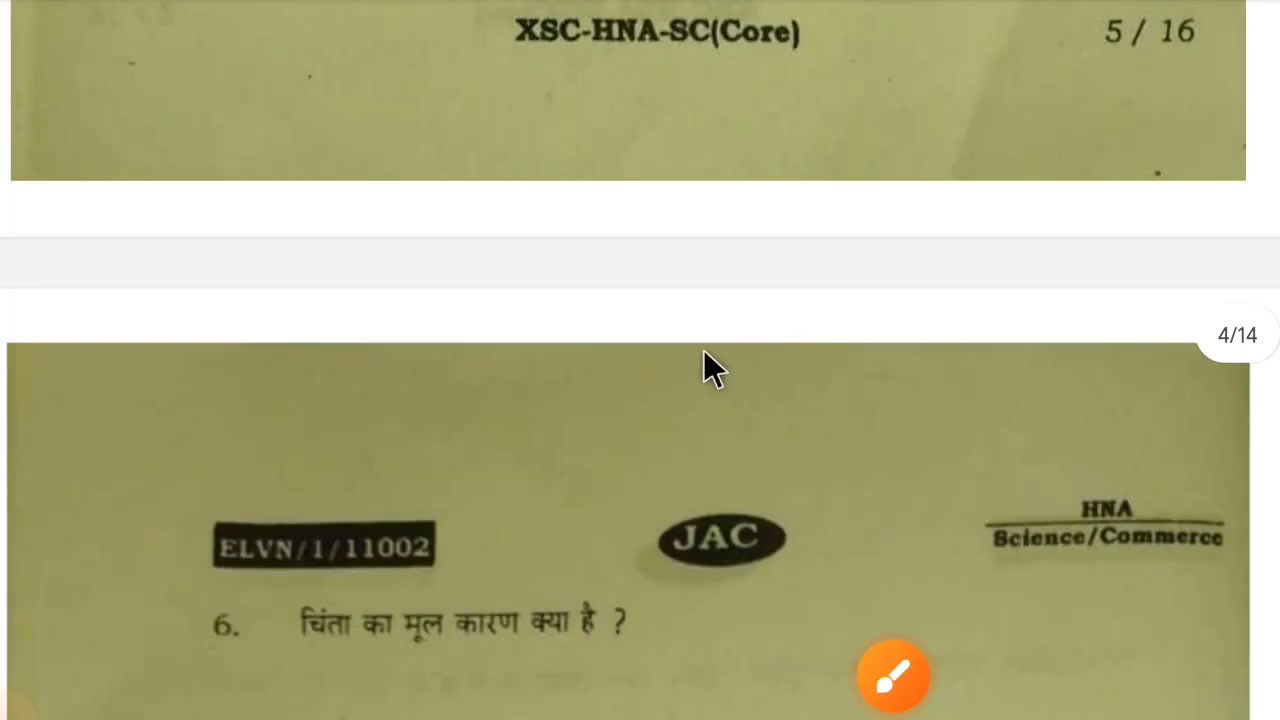 XSC-HNA-SC(Core) 5 / 16
4/14
ELVN/1/11002 JAC HNA
Science/Commerce
6. चिंता का मूल कारण क्या है ?